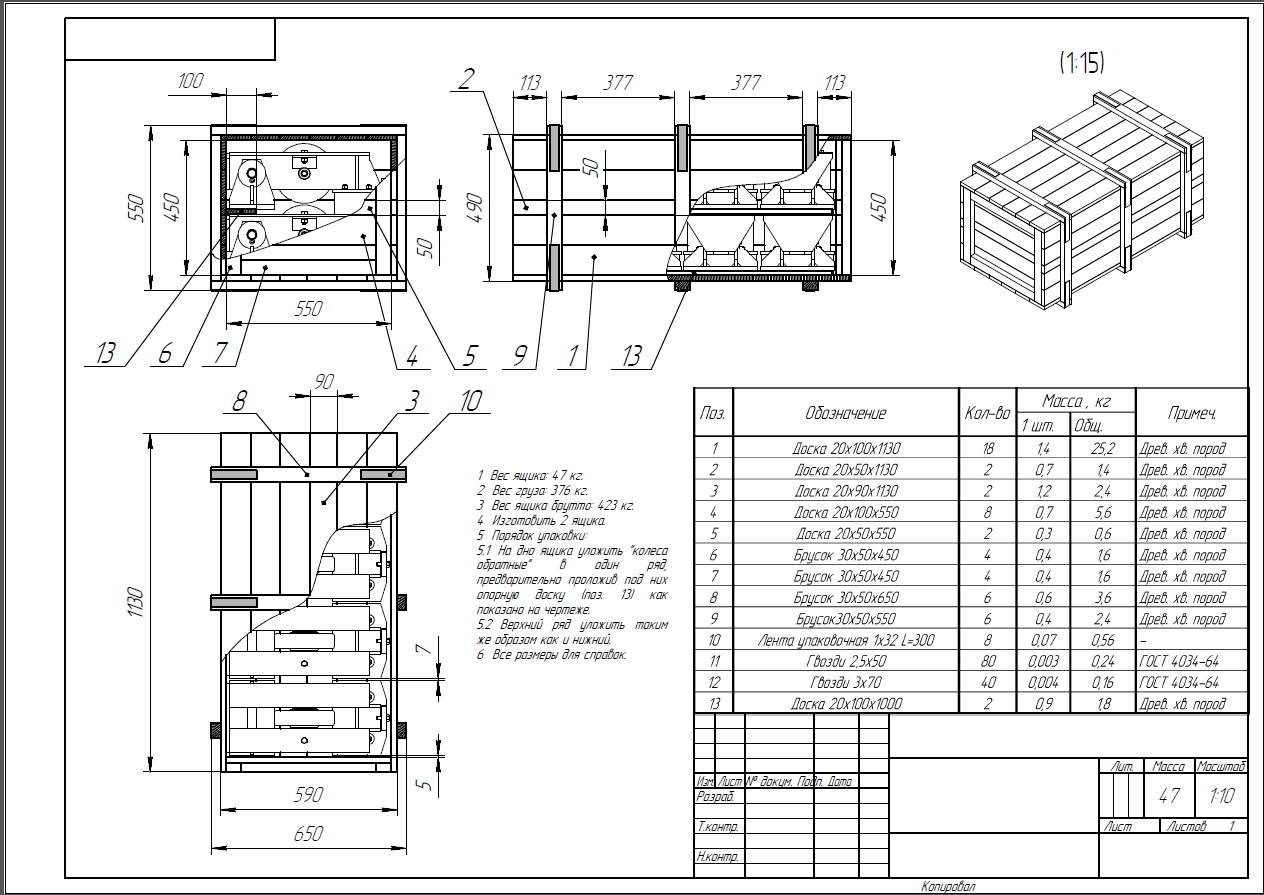 (1:15)
100
550
450
50
550
13
6
7
4
5
2
113
377
377
113
50
490
450
9
1
13
90
8
3
10
1130
7
5
590
650
1 Вес ящика: 47 кг.
2 Вес груза: 376 кг.
3 Вес ящика брутто: 423 кг.
4 Изготовить 2 ящика.
5 Порядок упаковки:
5.1 На дно ящика уложить "колеса
обратные" в один ряд,
предварительно проложив под них
опорную доску (поз. 13) как
показано на чертеже.
5.2 Верхний ряд уложить таким
же образом как и нижний.
6 Все размеры для справок.
Поз. Обозначение Кол-во Масса, кг Примеч.
1 шт. Общ.
1 Доска 20х100х1130 18 1,4 25,2 Древ. хв. пород
2 Доска 20х50х1130 2 0,7 1,4 Древ. хв. пород
3 Доска 20х90х1130 2 1,2 2,4 Древ. хв. пород
4 Доска 20х100х550 8 0,7 5,6 Древ. хв. пород
5 Доска 20х50х550 2 0,3 0,6 Древ. хв. пород
6 Брусок 30х50х450 4 0,4 1,6 Древ. хв. пород
7 Брусок 30х50х450 4 0,4 1,6 Древ. хв. пород
8 Брусок 30х50х650 6 0,6 3,6 Древ. хв. пород
9 Брусок30х50х550 6 0,4 2,4 Древ. хв. пород
10 Лента упаковочная 1х32 L=300 8 0,07 0,56 -
11 Гвозди 2,5х50 80 0,003 0,24 ГОСТ 4034-64
12 Гвозди 3х70 40 0,004 0,16 ГОСТ 4034-64
13 Доска 20х100х1000 2 0,9 1,8 Древ. хв. пород
Изм. Лист № докум. Подп. Дата
Разраб.
Т.контр.
Н.контр.
Лит. Масса Масштаб
47 1:10
Лист Листов 1
Копировал